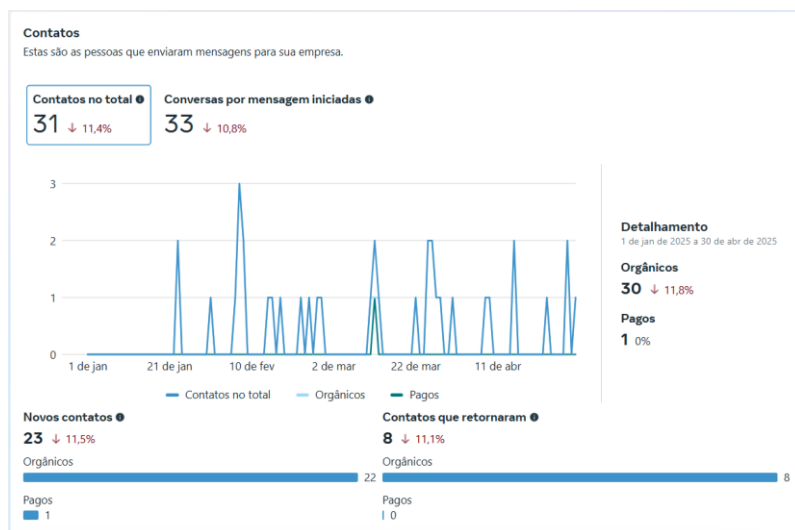 Contatos
Estas são as pessoas que enviaram mensagens para sua empresa.
Contatos no total
Conversas por mensagem iniciadas
31 ↓ 11,4%
33 ↓ 10,8%
3
2
1
0
1 de jan
21 de jan
10 de fev
2 de mar
22 de mar
11 de abr
Contatos no total
Orgânicos
Pagos
Detalhamento
1 de jan de 2025 a 30 de abr de 2025
Orgânicos
30 ↓ 11,8%
Pagos
1 0%
Novos contatos
23 ↓ 11,5%
Orgânicos
22
Pagos
1
Contatos que retornaram
8 ↓ 11,1%
Orgânicos
8
Pagos
0